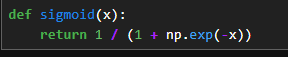 def sigmoid(x):
    return 1 / (1 + np.exp(-x))